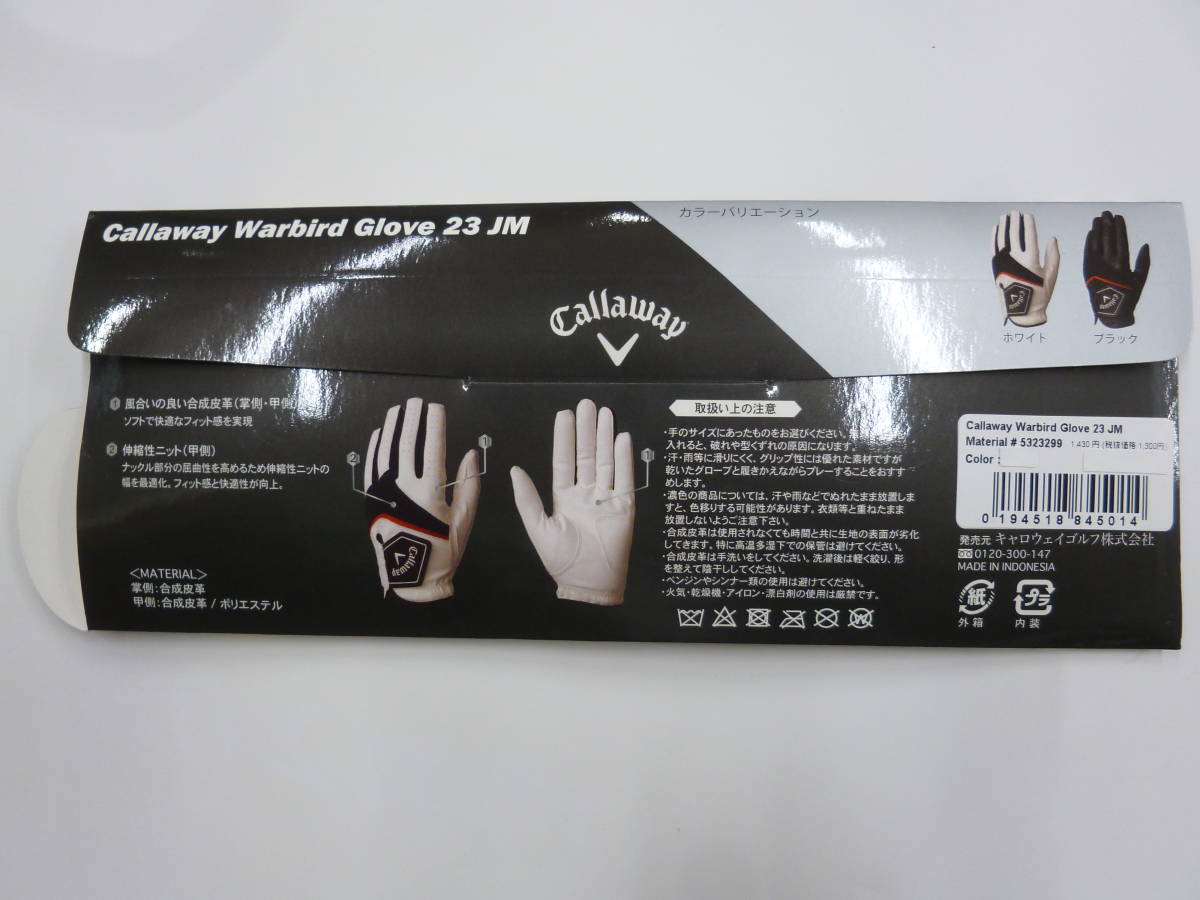 Callaway Warbird Glove 23 JM
カラーバリエーション
ホワイト
ブラック
Callaway
① 風合いの良い合成皮革(掌側・甲側)
ソフトで快適なフィット感を実現
② 伸縮性ニット(甲側)
ナックル部分の屈曲性を高めるため伸縮性ニットの
幅を最適化。フィット感と快適性が向上。
<MATERIAL>
掌側:合成皮革
甲側:合成皮革 / ポリエステル
②
①
①
Callaway
取扱い上の注意
・手のサイズにあったものをお選びください。
入れると、破れや型くずれの原因になります。
・汗・雨等に滑りにくく、グリップ性には優れた素材ですが
乾いたグローブと履きかえながらプレーすることをおすす
めします。
・濃色の商品については、汗や雨などでぬれたまま放置しま
すと、色移りする可能性があります。衣類等と重ねたまま
放置しないようご注意下さい。
・合成皮革は使用されなくても時間と共に生地の表面が劣化
してきます。特に高温多湿下での保管は避けてください。
・合成皮革は手洗いをしてください。洗濯後は軽く絞り、形
を整えて陰干ししてください。
・ベンジンやシンナー類の使用は避けてください。
・火気・乾燥機・アイロン・漂白剤の使用は厳禁です。
Callaway Warbird Glove 23 JM
Material # 5323299 1,430円 (税抜価格 1,300円)
Color :
0 194518 845014
発売元 キャロウェイゴルフ株式会社
0120-300-147
MADE IN INDONESIA
紙
外箱
プラ
内装